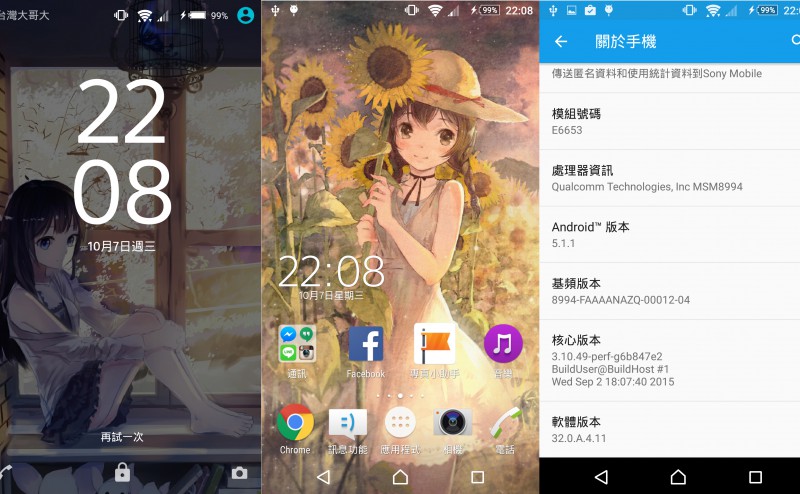 台灣大哥大
99%
22
08
10月7日週三
再試一次
99%
22:08
22:08
10月7日星期三
通訊
Facebook
專頁小助手
音樂
Chrome
訊息功能
應用程式
相機
電話
99%
關於手機
傳送匿名資料和使用統計資料到Sony Mobile
模組號碼
E6653
處理器資訊
Qualcomm Technologies, Inc MSM8994
Android™ 版本
5.1.1
基頻版本
8994-FAAAANAZQ-00012-04
核心版本
3.10.49-perf-g6b847e2
BuildUser@BuildHost #1
Wed Sep 2 18:07:40 2015
軟體版本
32.0.A.4.11